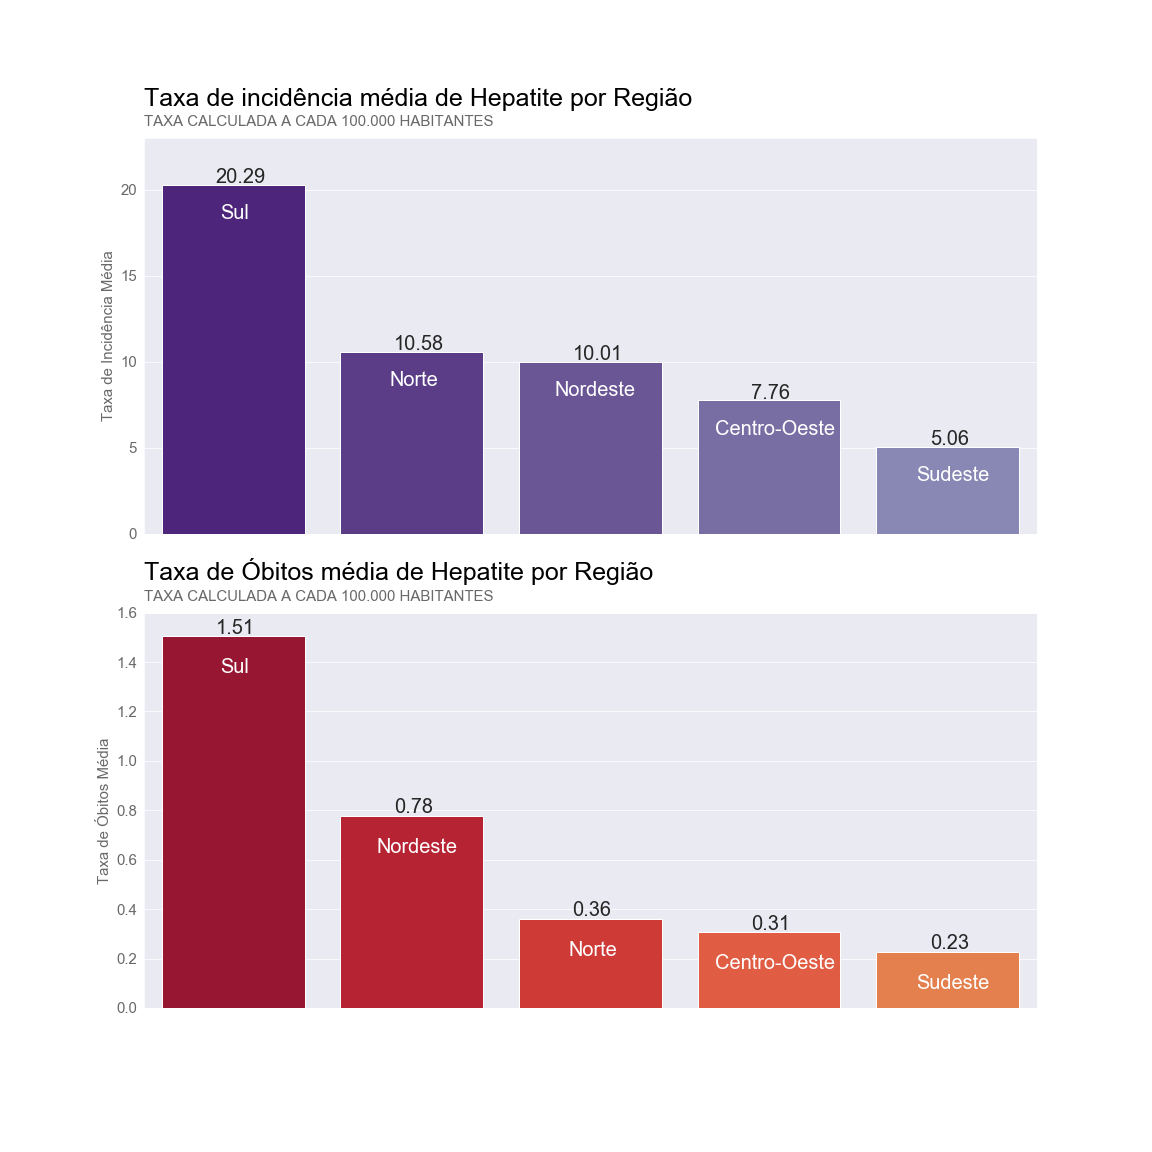 Taxa de incidência média de Hepatite por Região
TAXA CALCULADA A CADA 100.000 HABITANTES
Taxa de Incidência Média
20
15
10
5
0
20.29
Sul
10.58
Norte
10.01
Nordeste
7.76
Centro-Oeste
5.06
Sudeste
Taxa de Óbitos média de Hepatite por Região
TAXA CALCULADA A CADA 100.000 HABITANTES
Taxa de Óbitos Média
1.6
1.4
1.2
1.0
0.8
0.6
0.4
0.2
0.0
1.51
Sul
0.78
Nordeste
0.36
Norte
0.31
Centro-Oeste
0.23
Sudeste